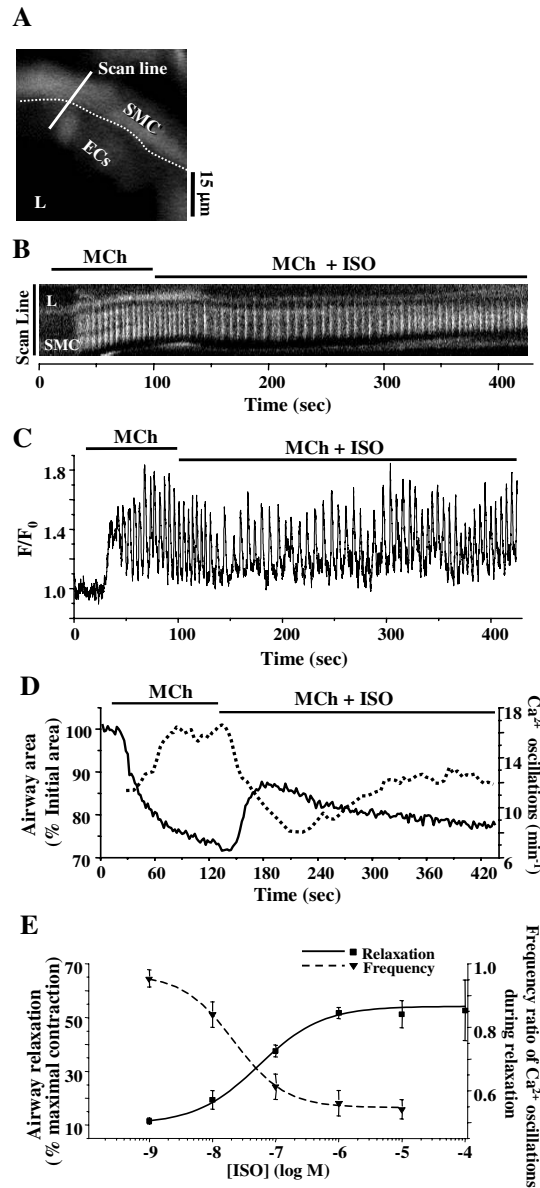 A
Scan line
SMC
ECs
L
15 µm
B
MCh
MCh + ISO
Scan Line
L
SMC
0 100 200 300 400
Time (sec)
C
MCh
MCh + ISO
F/F0
1.8
1.4
1.0
0 100 200 300 400
Time (sec)
D
MCh
MCh + ISO
Airway area
(% Initial area)
100
90
80
70
18
14
10
6
Ca²⁺ oscillations
(min⁻¹)
0 60 120 180 240 300 360 420
Time (sec)
E
Relaxation
Frequency
Airway relaxation
(% maximal contraction)
70
50
30
10
1.0
0.8
0.6
Frequency ratio of Ca²⁺ oscillations
during relaxation
-9 -8 -7 -6 -5 -4
[ISO] (log M)